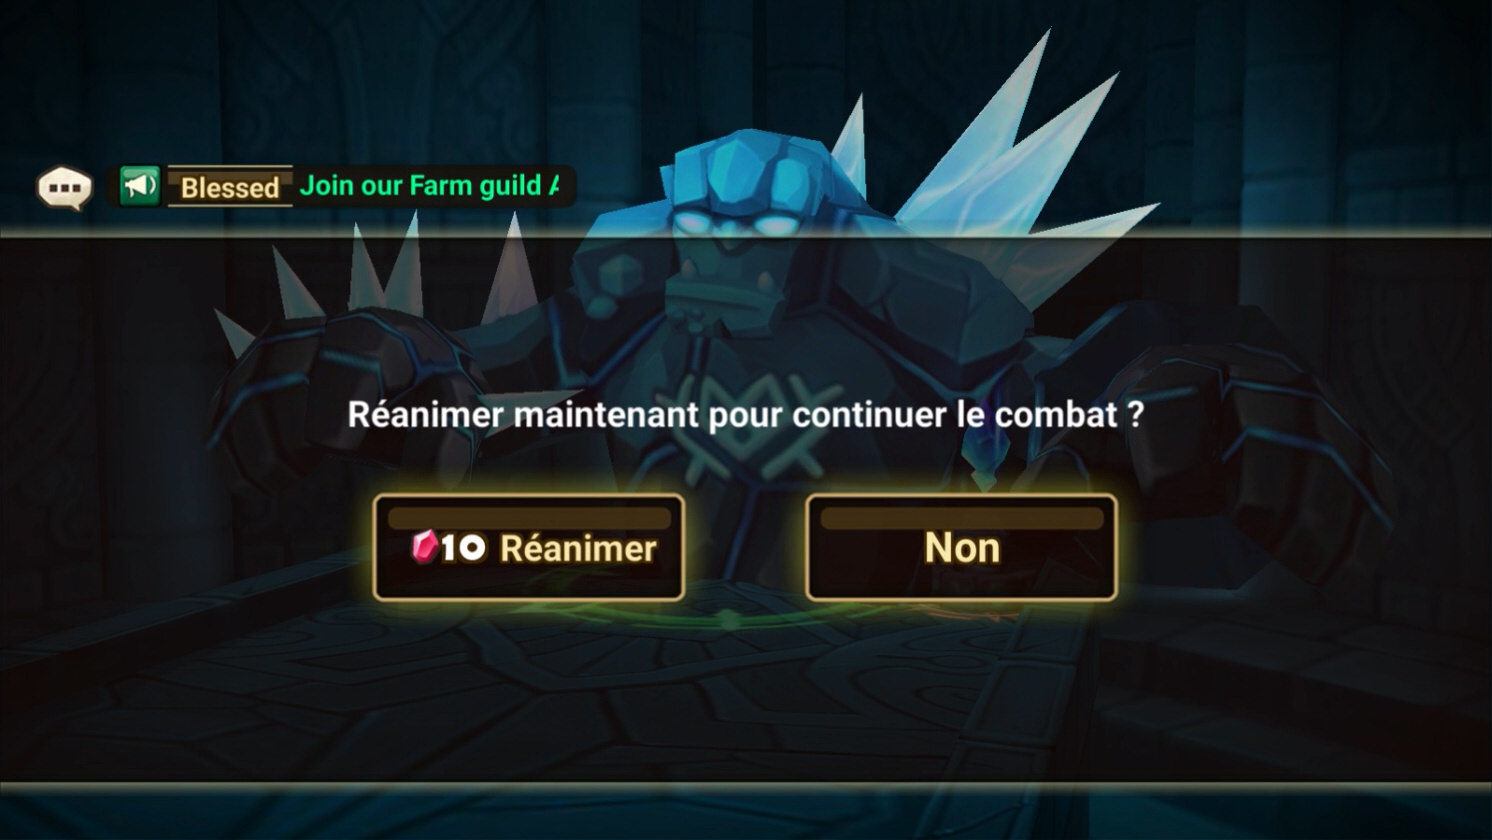 Blessed Join our Farm guild
Réanimer maintenant pour continuer le combat ?
10 Réanimer
Non